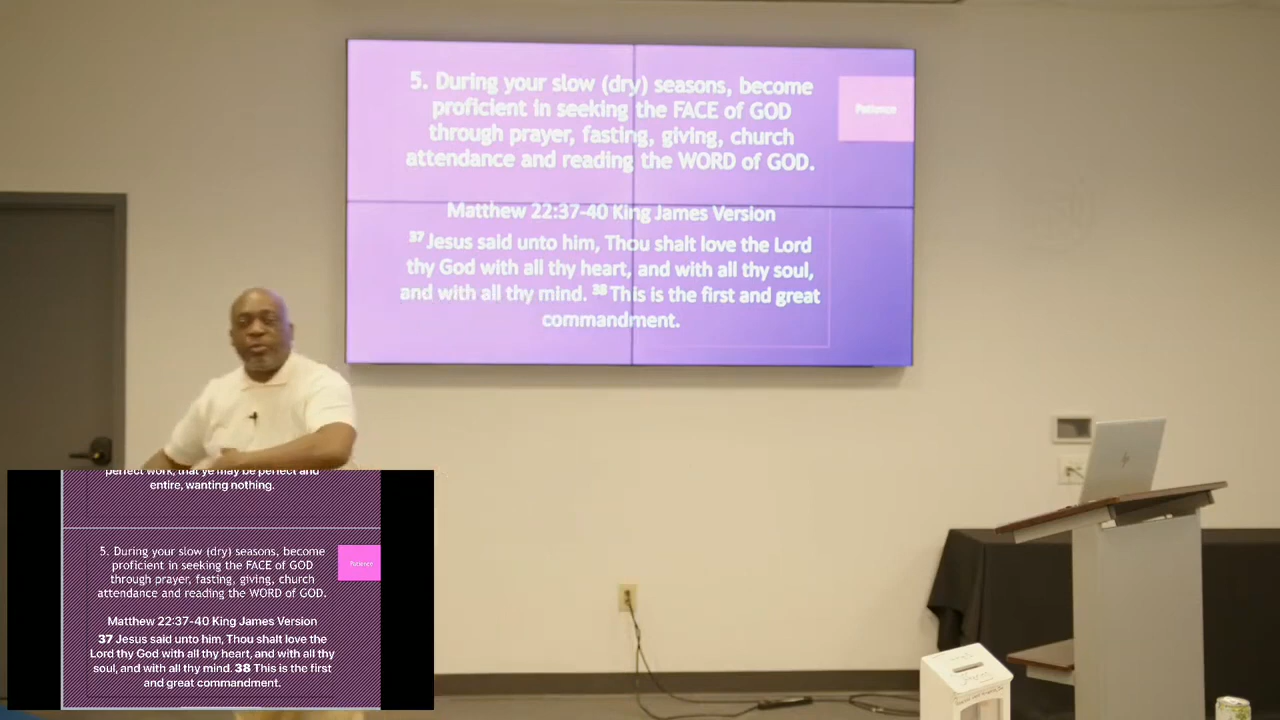 5. During your slow (dry) seasons, become
proficient in seeking the FACE of GOD
through prayer, fasting, giving, church
attendance and reading the WORD of GOD.
Patience
Matthew 22:37-40 King James Version
37 Jesus said unto him, Thou shalt love the Lord
thy God with all thy heart, and with all thy soul,
and with all thy mind. 38 This is the first and great
commandment.
perfect work, that ye may be perfect and
entire, wanting nothing.
5. During your slow (dry) seasons, become
proficient in seeking the FACE of GOD
through prayer, fasting, giving, church
attendance and reading the WORD of GOD.
Patience
Matthew 22:37-40 King James Version
37 Jesus said unto him, Thou shalt love the
Lord thy God with all thy heart, and with all thy
soul, and with all thy mind. 38 This is the first
and great commandment.